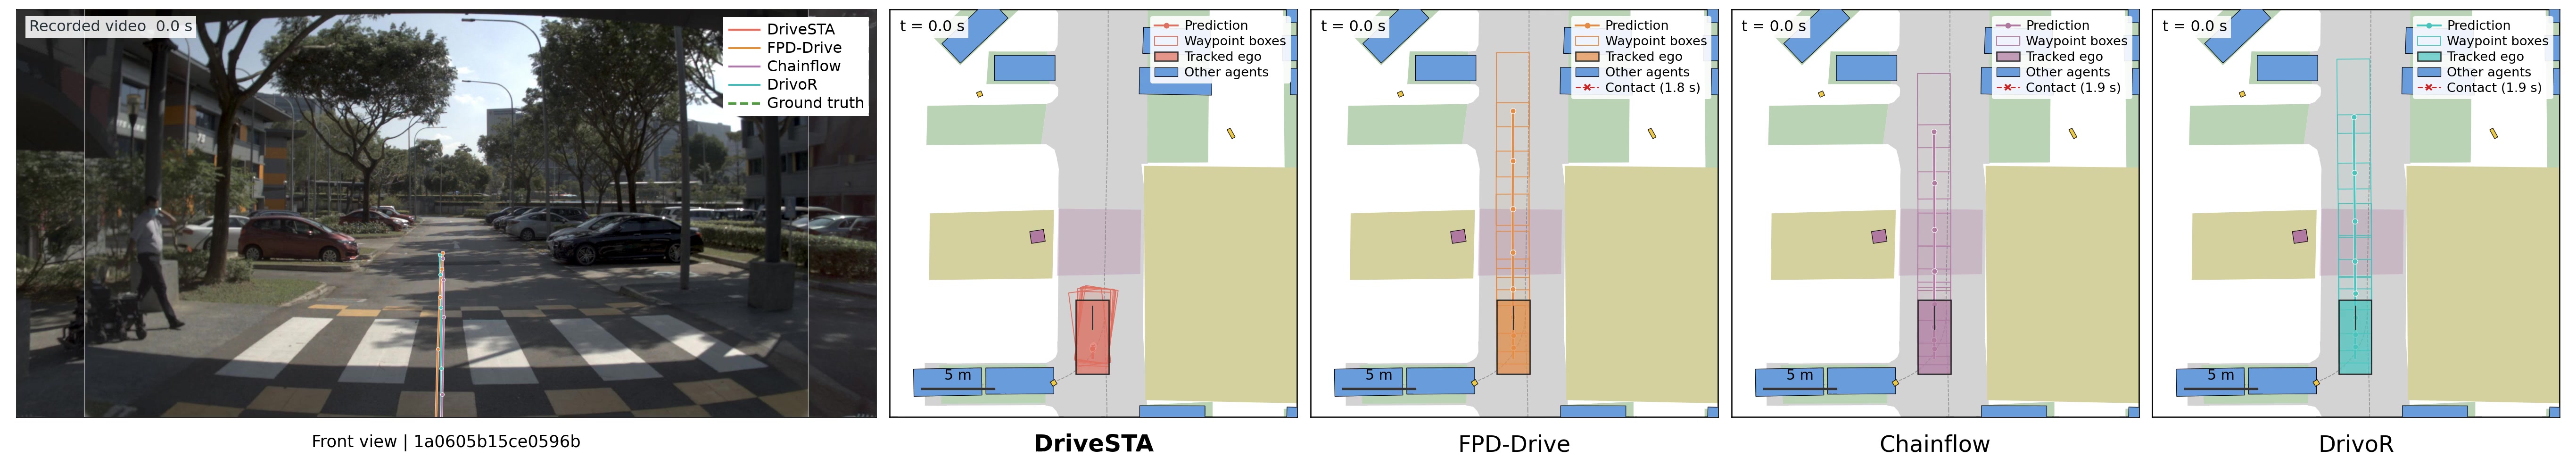 Recorded video 0.0 s
DriveSTA
FPD-Drive
Chainflow
DrivoR
Ground truth
Front view | 1a0605b15ce0596b
t = 0.0 s
Prediction
Waypoint boxes
Tracked ego
Other agents
5 m
DriveSTA
t = 0.0 s
Prediction
Waypoint boxes
Tracked ego
Other agents
Contact (1.8 s)
5 m
FPD-Drive
t = 0.0 s
Prediction
Waypoint boxes
Tracked ego
Other agents
Contact (1.9 s)
5 m
Chainflow
t = 0.0 s
Prediction
Waypoint boxes
Tracked ego
Other agents
Contact (1.9 s)
5 m
DrivoR